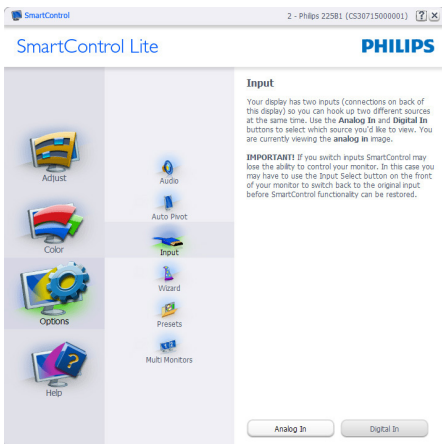 SmartControl
2 - Philips 225B1 (CS30715000001)
?
SmartControl Lite
PHILIPS
Adjust
Color
Options
Help
Audio
Auto Pivot
Input
Wizard
Presets
Multi Monitors
Input
Your display has two inputs (connections on back of
this display) so you can hook up two different sources
at the same time. Use the Analog In and Digital In
buttons to select which source you'd like to view. You
are currently viewing the analog in image.
IMPORTANT! If you switch inputs SmartControl may
lose the ability to control your monitor. In this case you
may have to use the Input Select button on the front
of your monitor to switch back to the original input
before SmartControl functionality can be restored.
Analog In
Digital In